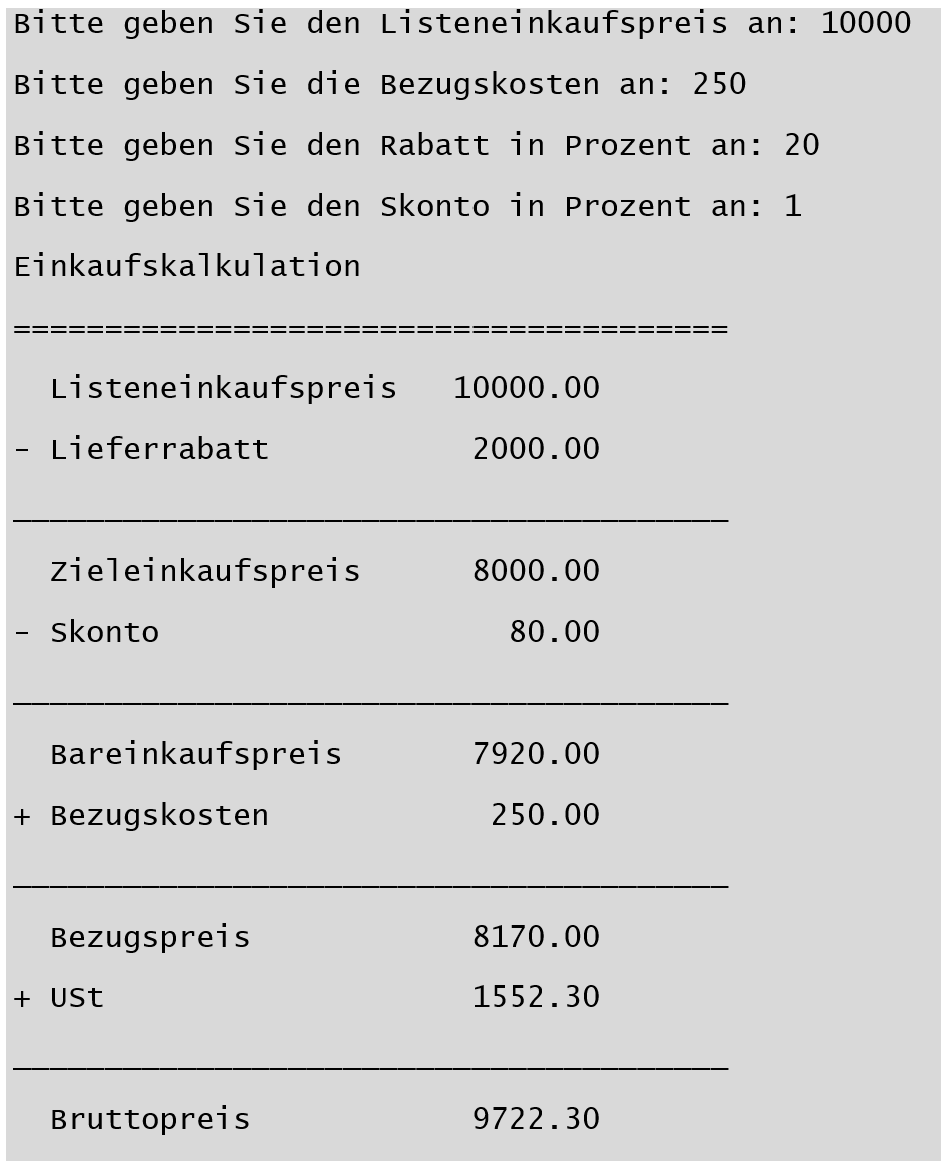 Bitte geben Sie den Listeneinkaufspreis an: 10000
Bitte geben Sie die Bezugskosten an: 250
Bitte geben Sie den Rabatt in Prozent an: 20
Bitte geben Sie den Skonto in Prozent an: 1
Einkaufskalkulation
=======================================
  Listeneinkaufspreis   10000.00
- Lieferrabatt           2000.00
_______________________________________
  Zieleinkaufspreis      8000.00
- Skonto                   80.00
_______________________________________
  Bareinkaufspreis       7920.00
+ Bezugskosten            250.00
_______________________________________
  Bezugspreis            8170.00
+ USt                    1552.30
_______________________________________
  Bruttopreis            9722.30